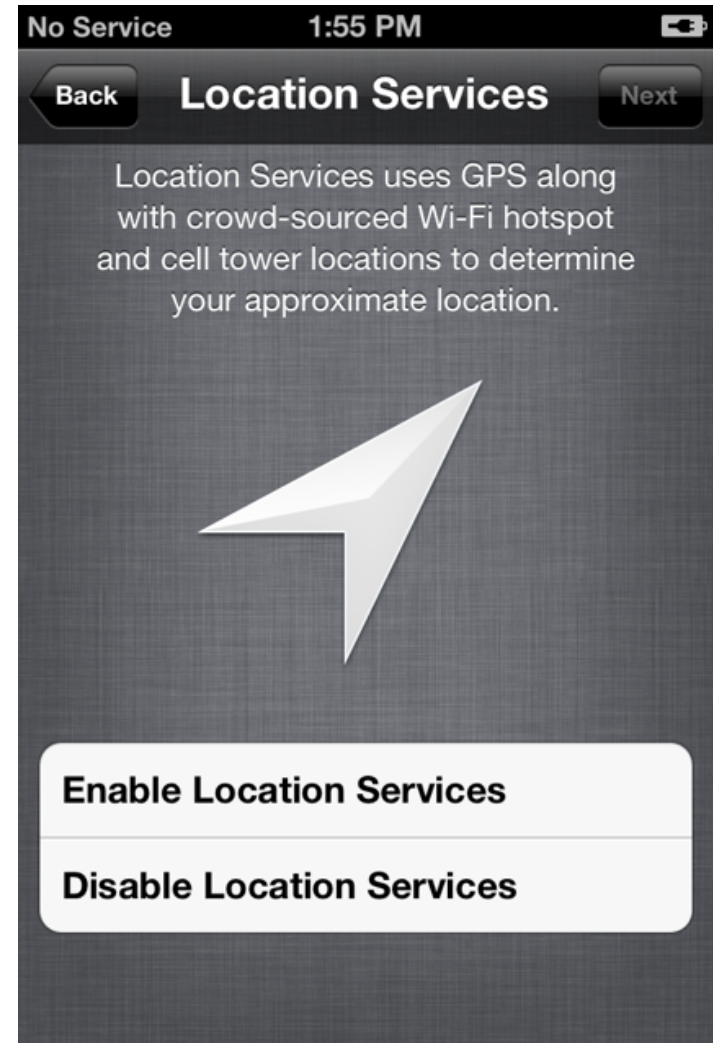 No Service 1:55 PM
Back Location Services Next
Location Services uses GPS along
with crowd-sourced Wi-Fi hotspot
and cell tower locations to determine
your approximate location.
Enable Location Services
Disable Location Services